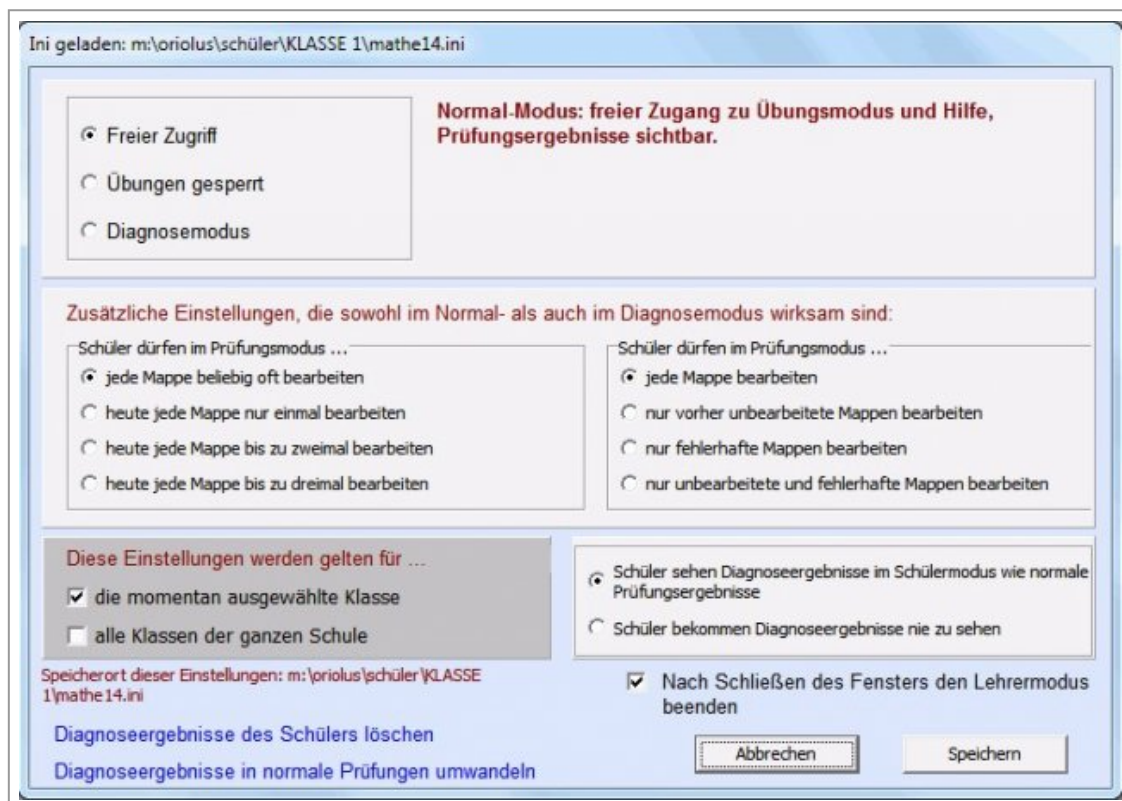 Ini geladen: m:\oriolus\schüler\KLASSE 1\mathe14.ini
Freier Zugriff
Übungen gesperrt
Diagnosemodus
Normal-Modus: freier Zugang zu Übungsmodus und Hilfe,
Prüfungsergebnisse sichtbar.
Zusätzliche Einstellungen, die sowohl im Normal- als auch im Diagnosemodus wirksam sind:
Schüler dürfen im Prüfungsmodus ...
jede Mappe beliebig oft bearbeiten
heute jede Mappe nur einmal bearbeiten
heute jede Mappe bis zu zweimal bearbeiten
heute jede Mappe bis zu dreimal bearbeiten
Schüler dürfen im Prüfungsmodus ...
jede Mappe bearbeiten
nur vorher unbearbeitete Mappen bearbeiten
nur fehlerhafte Mappen bearbeiten
nur unbearbeitete und fehlerhafte Mappen bearbeiten
Diese Einstellungen werden gelten für ...
die momentan ausgewählte Klasse
alle Klassen der ganzen Schule
Schüler sehen Diagnoseergebnisse im Schülermodus wie normale
Prüfungsergebnisse
Schüler bekommen Diagnoseergebnisse nie zu sehen
Speicherort dieser Einstellungen: m:\oriolus\schüler\KLASSE
1\mathe14.ini
Nach Schließen des Fensters den Lehrermodus
beenden
Diagnoseergebnisse des Schülers löschen
Diagnoseergebnisse in normale Prüfungen umwandeln
Abbrechen
Speichern